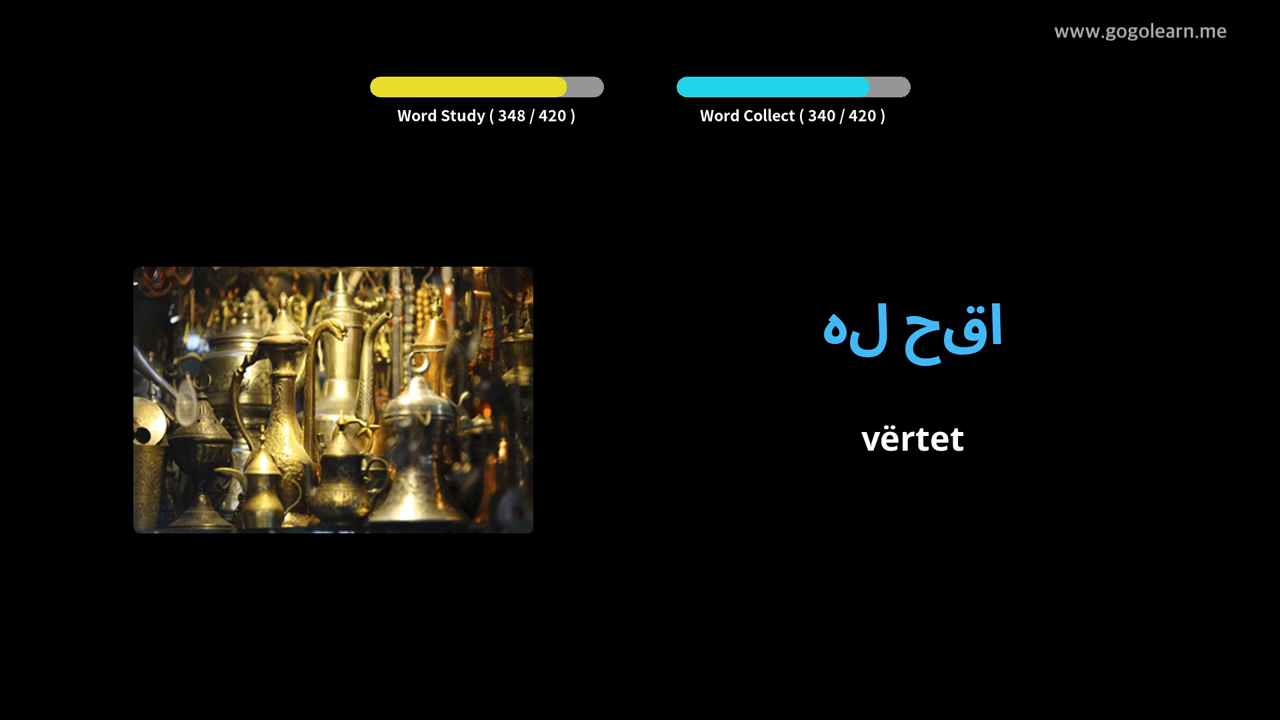 www.gogolearn.me
Word Study ( 348 / 420 )
Word Collect ( 340 / 420 )
اقح له
vërtet